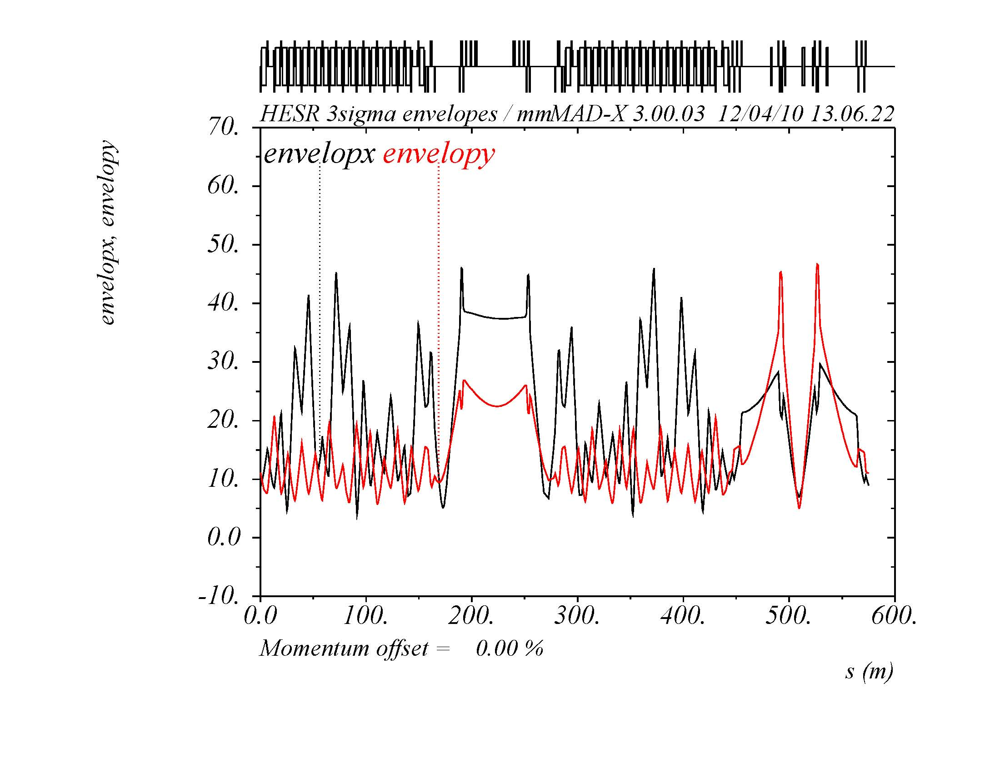 HESR 3sigma envelopes / mmMAD-X 3.00.03 12/04/10 13.06.22
envelopx, envelopy
envelopx envelopy
70.
60.
50.
40.
30.
20.
10.
0.0
-10.
0.0 100. 200. 300. 400. 500. 600.
Momentum offset = 0.00 %
s (m)